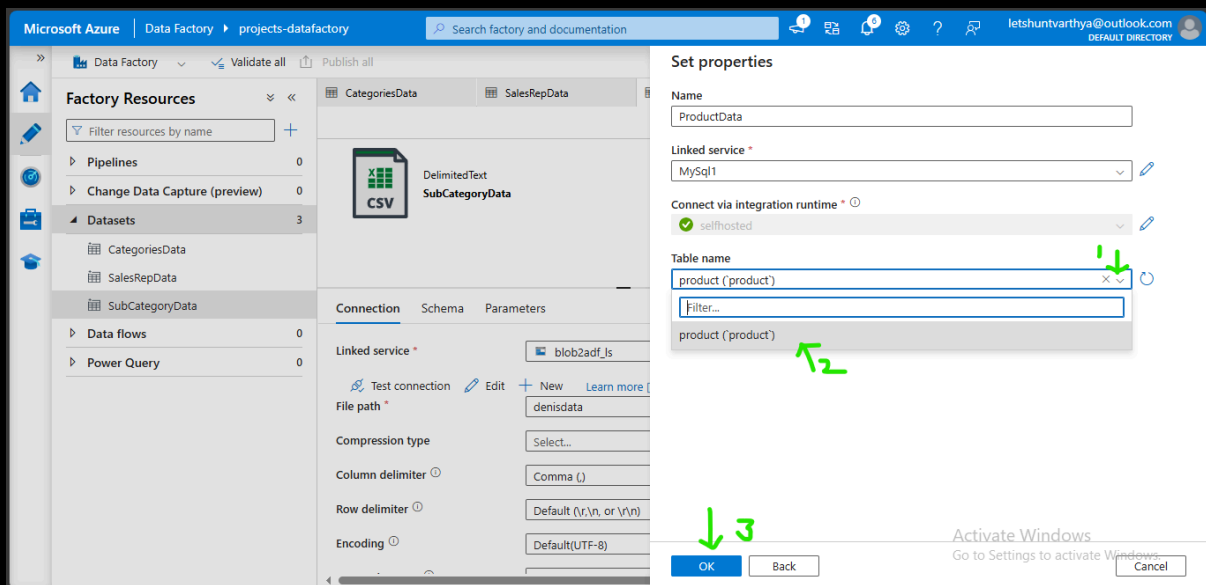 Microsoft Azure
Data Factory
projects-datafactory
Search factory and documentation
1
6
letshuntvarthya@outlook.com
DEFAULT DIRECTORY
Data Factory
Validate all
Publish all
Factory Resources
Filter resources by name
Pipelines 0
Change Data Capture (preview) 0
Datasets 3
CategoriesData
SalesRepData
SubCategoryData
Data flows 0
Power Query 0
CategoriesData
SalesRepData
CSV
DelimitedText
SubCategoryData
Connection
Schema
Parameters
Linked service *
blob2adf_ls
Test connection
Edit
New
Learn more
File path *
denisdata
Compression type
Select...
Column delimiter
Comma (,)
Row delimiter
Default (\r,\n, or \r\n)
Encoding
Default(UTF-8)
Set properties
Name
ProductData
Linked service *
MySql1
Connect via integration runtime *
selfhosted
Table name
1
product (`product`)
Filter...
product (`product`)
2
3
Activate Windows
Go to Settings to activate Windows.
OK
Back
Cancel